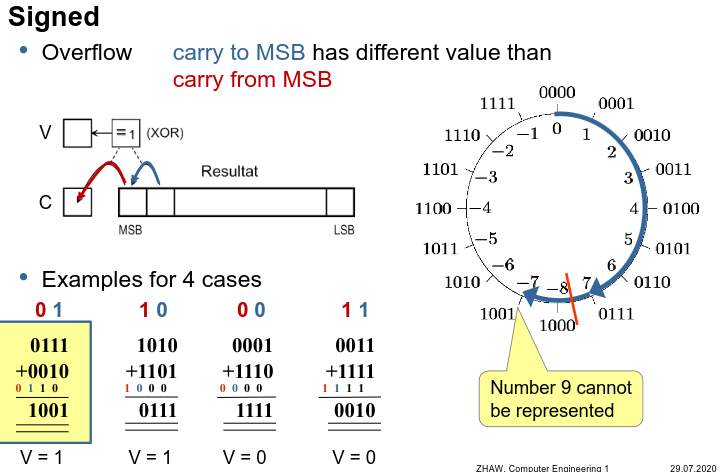 Signed
• Overflow carry to MSB has different value than
carry from MSB
V =1 (XOR)
Resultat
C
MSB LSB
0000
1111 0001
1110 0010
1101 0011
1100 0100
1011 0101
1010 0110
1001 0111
1000
0
−1 1
−2 2
−3 3
−4 4
−5 5
−6 6
−7 7
−8
Number 9 cannot
be represented
• Examples for 4 cases
0 1 1 0 0 0 1 1
0111 1010 0001 0011
+0010 +1101 +1110 +1111
0 1 1 0 1 0 0 0 0 0 0 0 1 1 1 1
1001 0111 1111 0010
V = 1 V = 1 V = 0 V = 0
ZHAW, Computer Engineering 1 29.07.2020